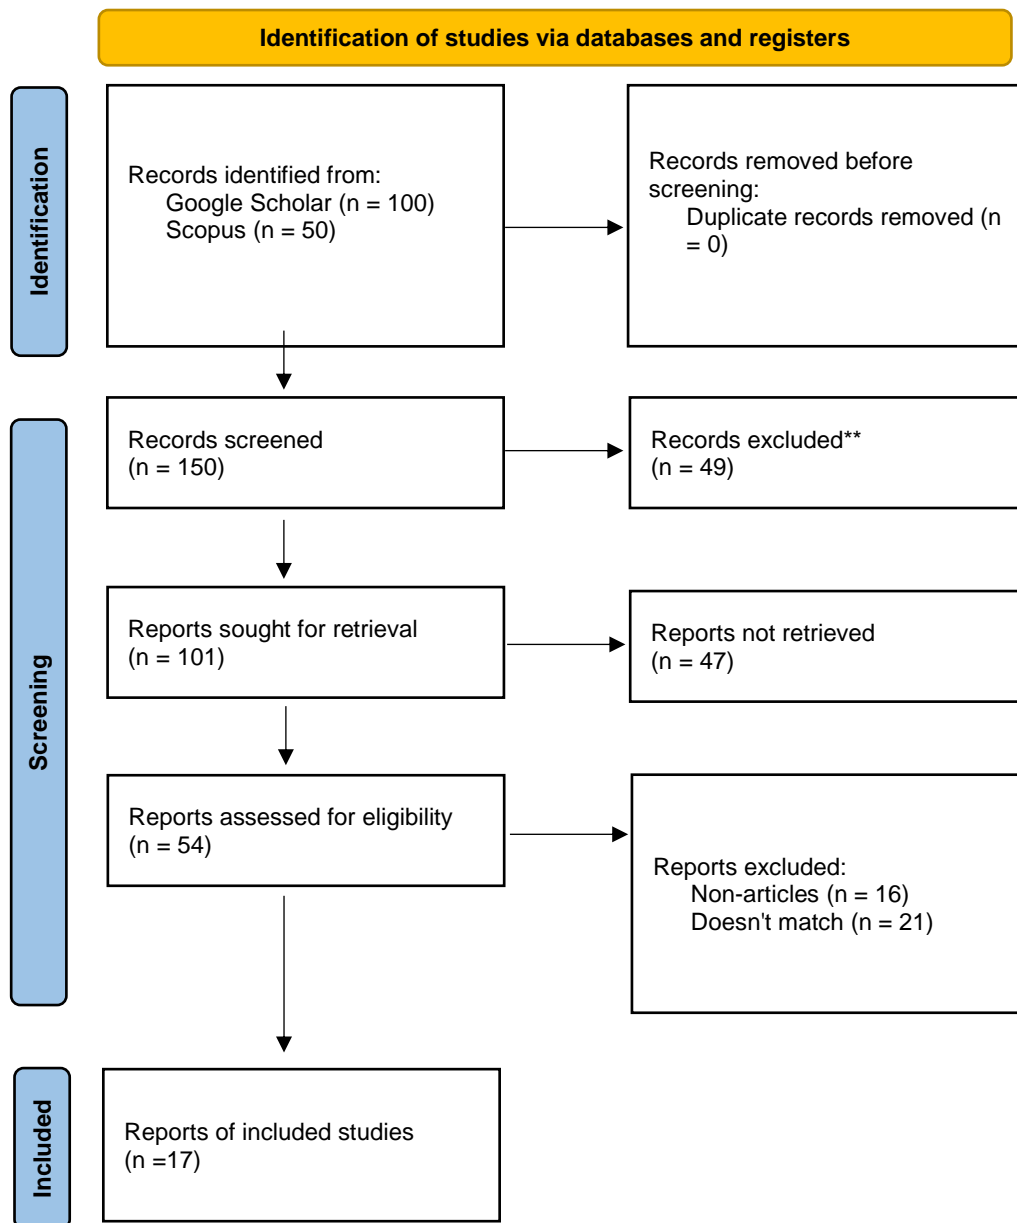 Identification of studies via databases and registers
Identification
Records identified from:
Google Scholar (n = 100)
Scopus (n = 50)
Records removed before
screening:
Duplicate records removed (n
= 0)
Screening
Records screened
(n = 150)
Records excluded**
(n = 49)
Reports sought for retrieval
(n = 101)
Reports not retrieved
(n = 47)
Reports assessed for eligibility
(n = 54)
Reports excluded:
Non-articles (n = 16)
Doesn't match (n = 21)
Included
Reports of included studies
(n =17)